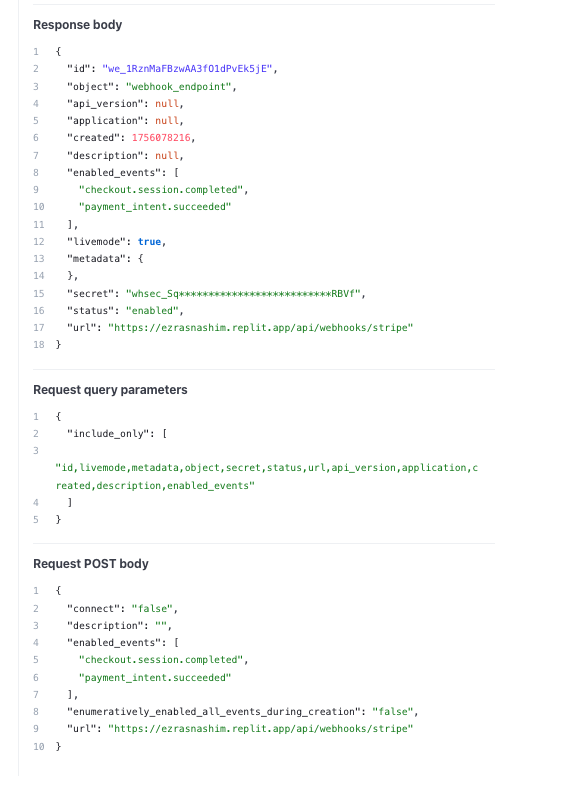 Response body
1 {
2 "id": "we_1RznMaFBzwAA3fO1dPvEk5jE",
3 "object": "webhook_endpoint",
4 "api_version": null,
5 "application": null,
6 "created": 1756078216,
7 "description": null,
8 "enabled_events": [
9 "checkout.session.completed",
10 "payment_intent.succeeded"
11 ],
12 "livemode": true,
13 "metadata": {
14 },
15 "secret": "whsec_Sq**************************RBVf",
16 "status": "enabled",
17 "url": "https://ezrasnashim.replit.app/api/webhooks/stripe"
18 }
Request query parameters
1 {
2 "include_only": [
3
"id,livemode,metadata,object,secret,status,url,api_version,application,c
reated,description,enabled_events"
4 ]
5 }
Request POST body
1 {
2 "connect": "false",
3 "description": "",
4 "enabled_events": [
5 "checkout.session.completed",
6 "payment_intent.succeeded"
7 ],
8 "enumeratively_enabled_all_events_during_creation": "false",
9 "url": "https://ezrasnashim.replit.app/api/webhooks/stripe"
10 }